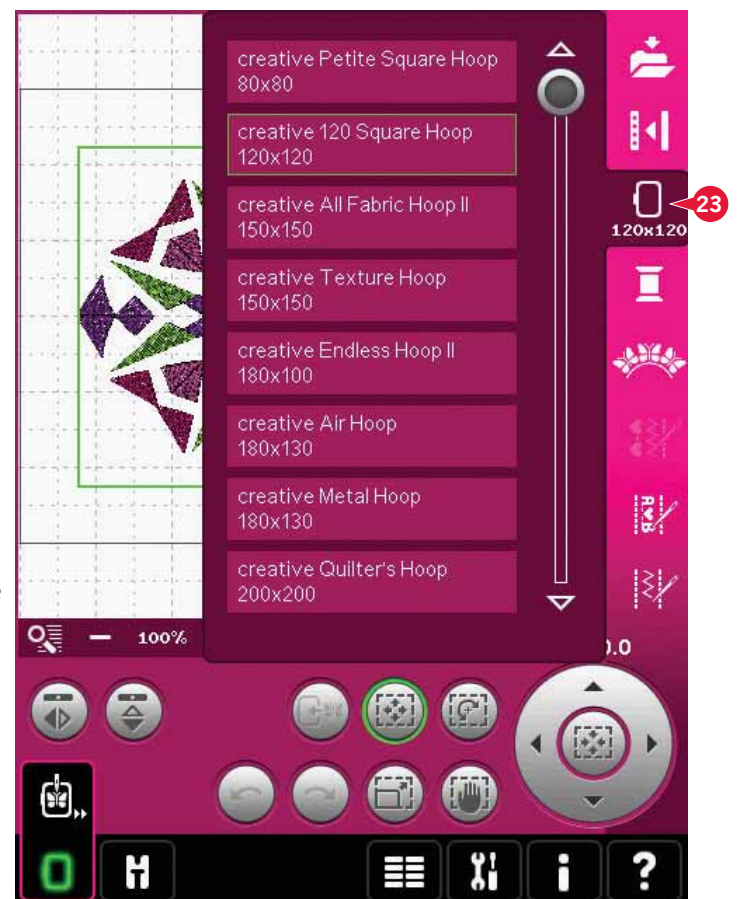 creative Petite Square Hoop
80x80
creative 120 Square Hoop
120x120
creative All Fabric Hoop II
150x150
creative Texture Hoop
150x150
creative Endless Hoop II
180x100
creative Air Hoop
180x130
creative Metal Hoop
180x130
creative Quilter's Hoop
200x200
120x120
23
A
B
100%
0.0
0
i
?